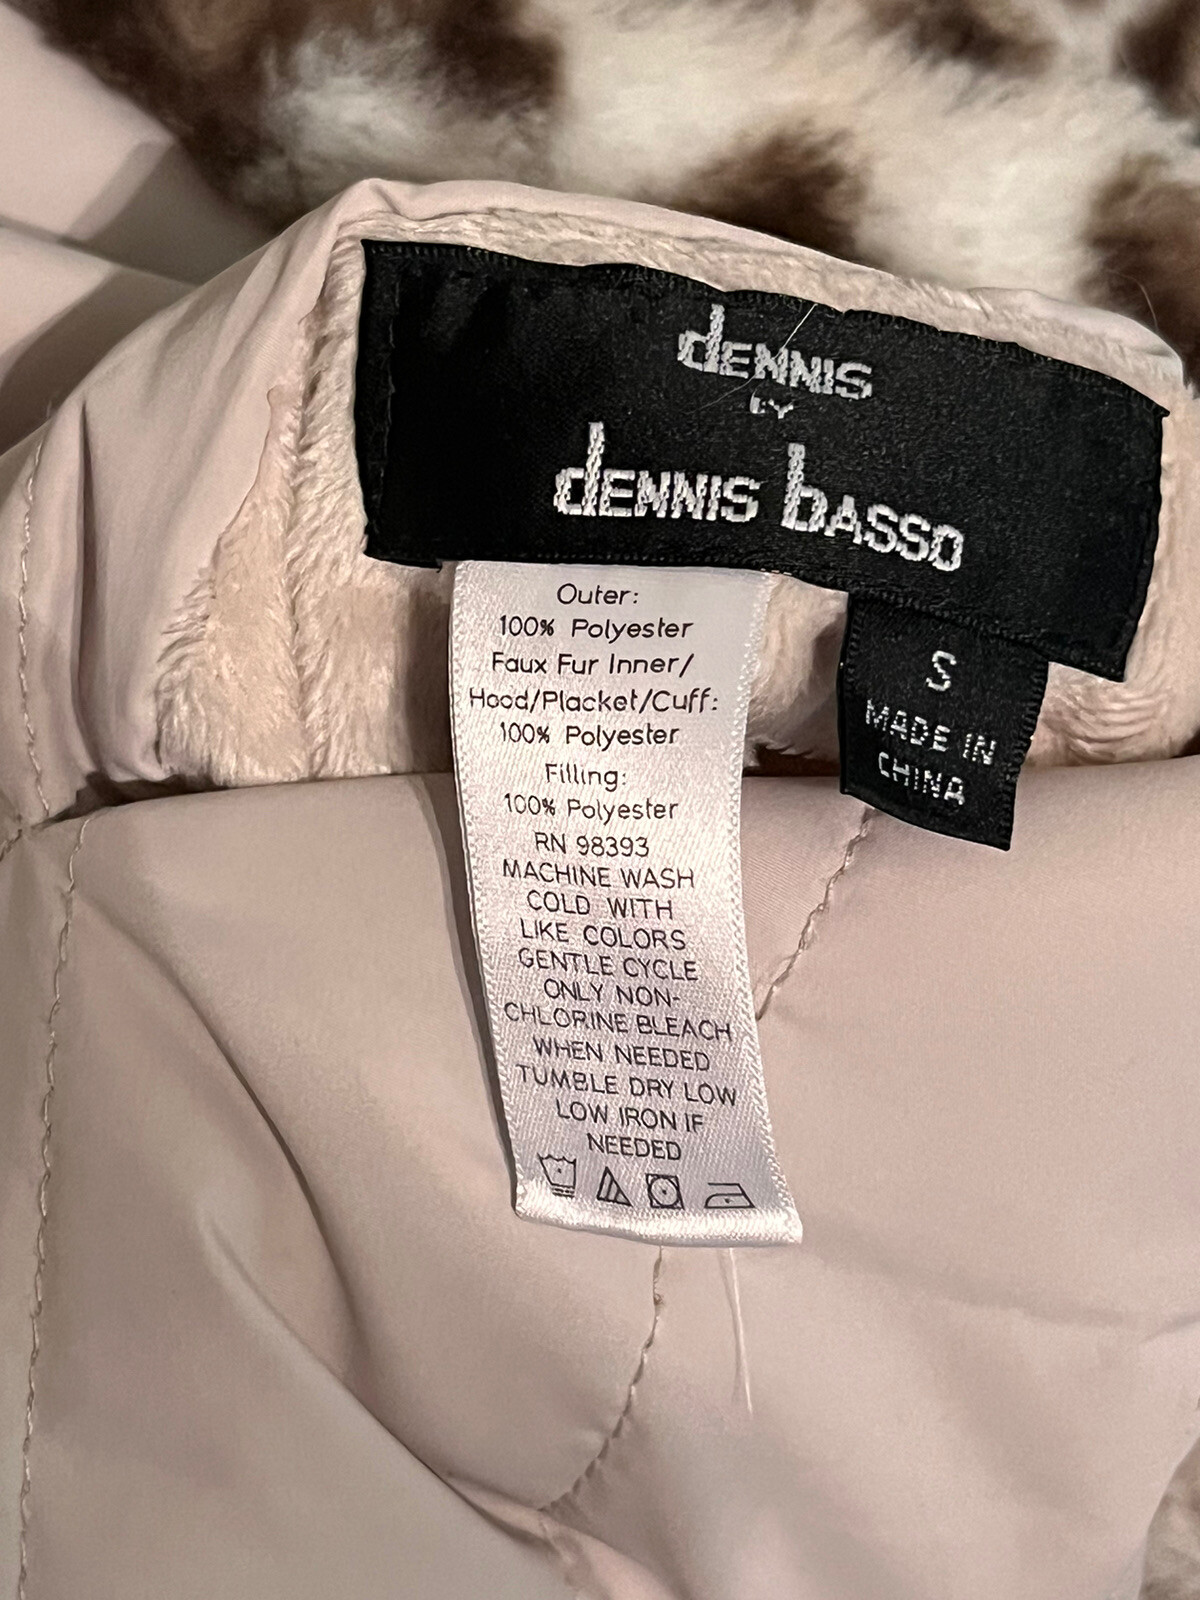 dENNIS
BY
dENNIS bASSO
Outer:
100% Polyester
Faux Fur Inner/
Hood/Placket/Cuff:
100% Polyester
Filling:
100% Polyester
RN 98393
MACHINE WASH
COLD WITH
LIKE COLORS
GENTLE CYCLE
ONLY NON-
CHLORINE BLEACH
WHEN NEEDED
TUMBLE DRY LOW
LOW IRON IF
NEEDED
S
MADE IN
CHINA